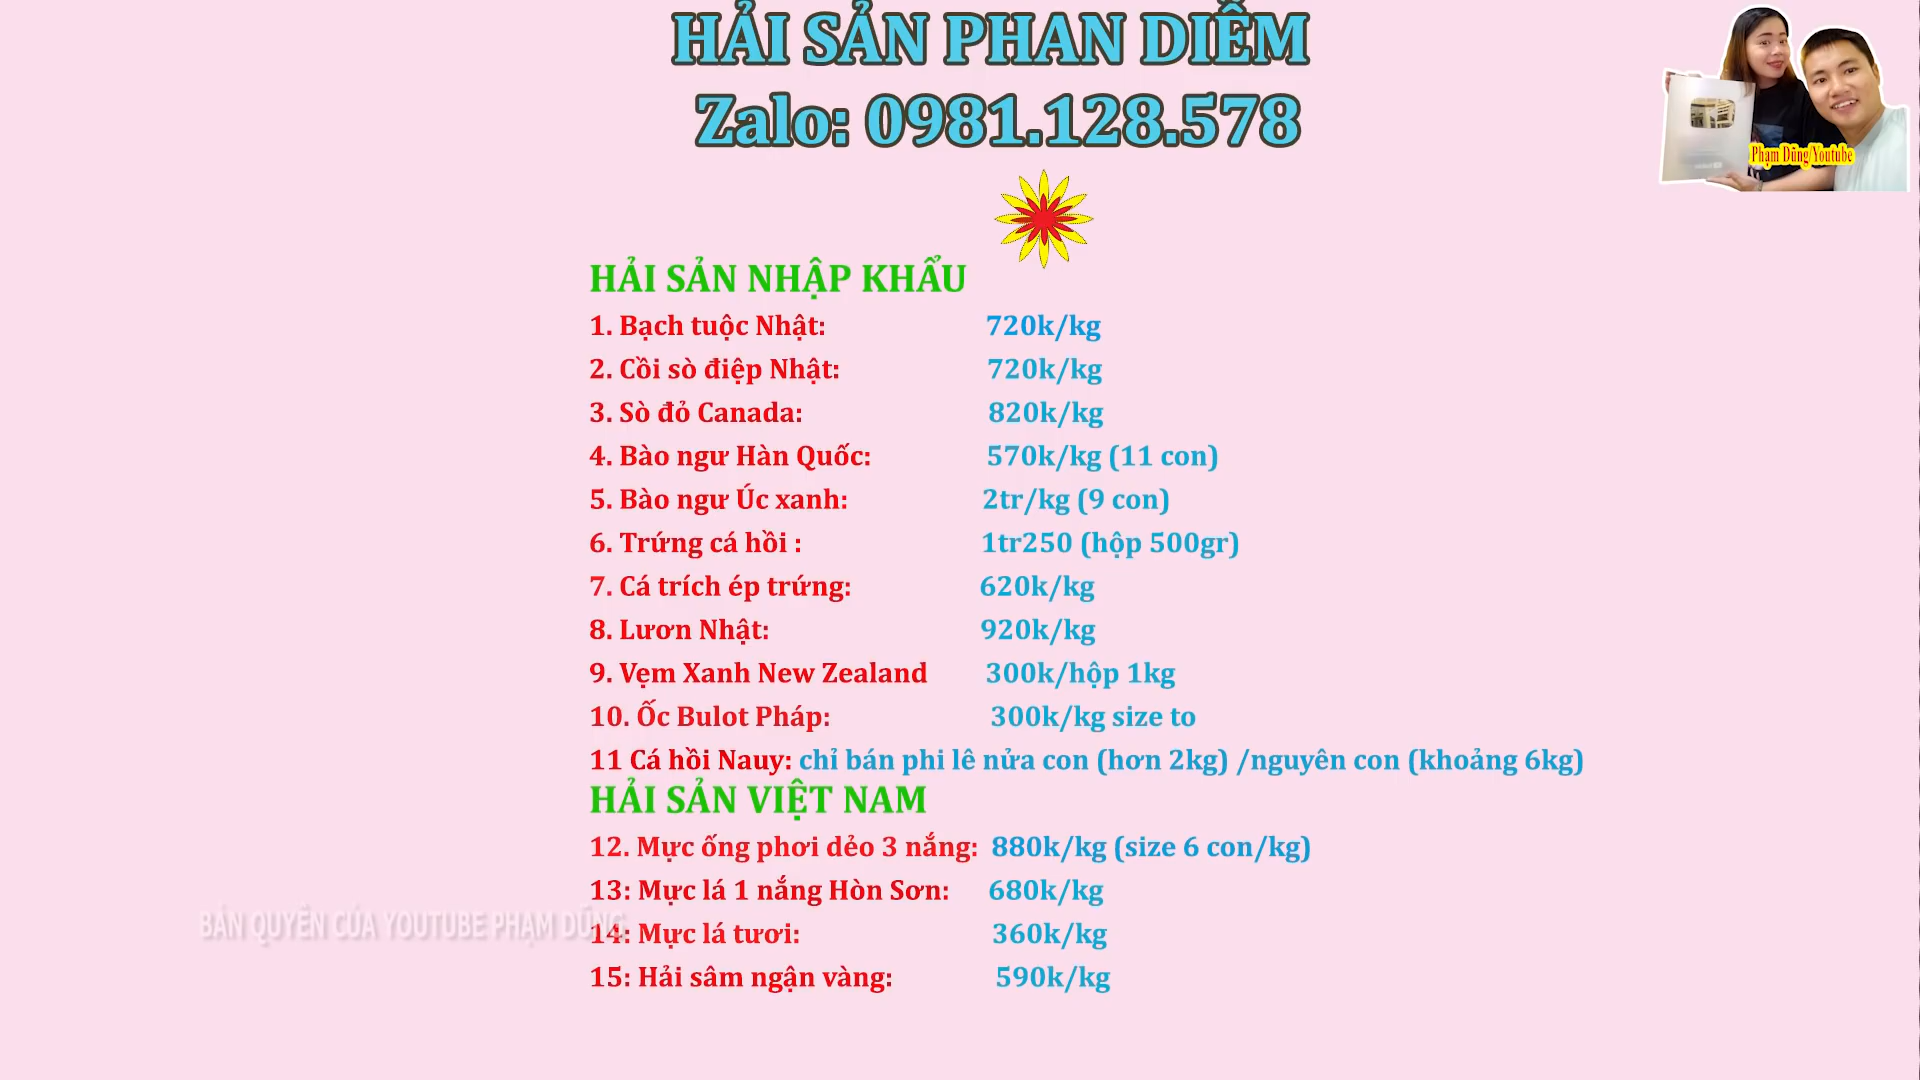 HẢI SẢN PHAN DIỄM
Zalo: 0981.128.578
Phạm Dũng Youtube
HẢI SẢN NHẬP KHẨU
1. Bạch tuộc Nhật: 720k/kg
2. Cồi sò điệp Nhật: 720k/kg
3. Sò đỏ Canada: 820k/kg
4. Bào ngư Hàn Quốc: 570k/kg (11 con)
5. Bào ngư Úc xanh: 2tr/kg (9 con)
6. Trứng cá hồi : 1tr250 (hộp 500gr)
7. Cá trích ép trứng: 620k/kg
8. Lươn Nhật: 920k/kg
9. Vẹm Xanh New Zealand 300k/hộp 1kg
10. Ốc Bulot Pháp: 300k/kg size to
11 Cá hồi Nauy: chỉ bán phi lê nửa con (hơn 2kg) /nguyên con (khoảng 6kg)
HẢI SẢN VIỆT NAM
12. Mực ống phơi dẻo 3 nắng: 880k/kg (size 6 con/kg)
13: Mực lá 1 nắng Hòn Sơn: 680k/kg
BẢN QUYỀN CỦA YOUTUBE PHẠM DŨNG
14: Mực lá tươi: 360k/kg
15: Hải sâm ngận vàng: 590k/kg